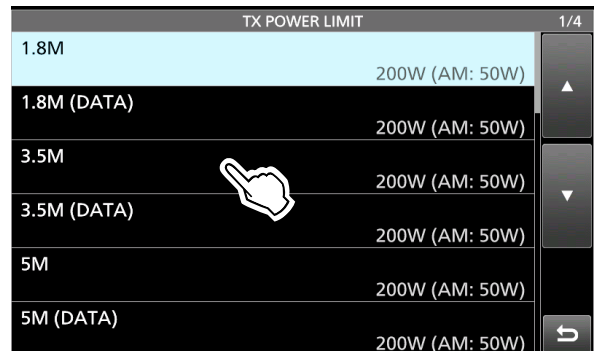 TX POWER LIMIT 1/4
1.8M
200W (AM: 50W)
1.8M (DATA)
200W (AM: 50W)
3.5M
200W (AM: 50W)
3.5M (DATA)
200W (AM: 50W)
5M
200W (AM: 50W)
5M (DATA)
200W (AM: 50W)